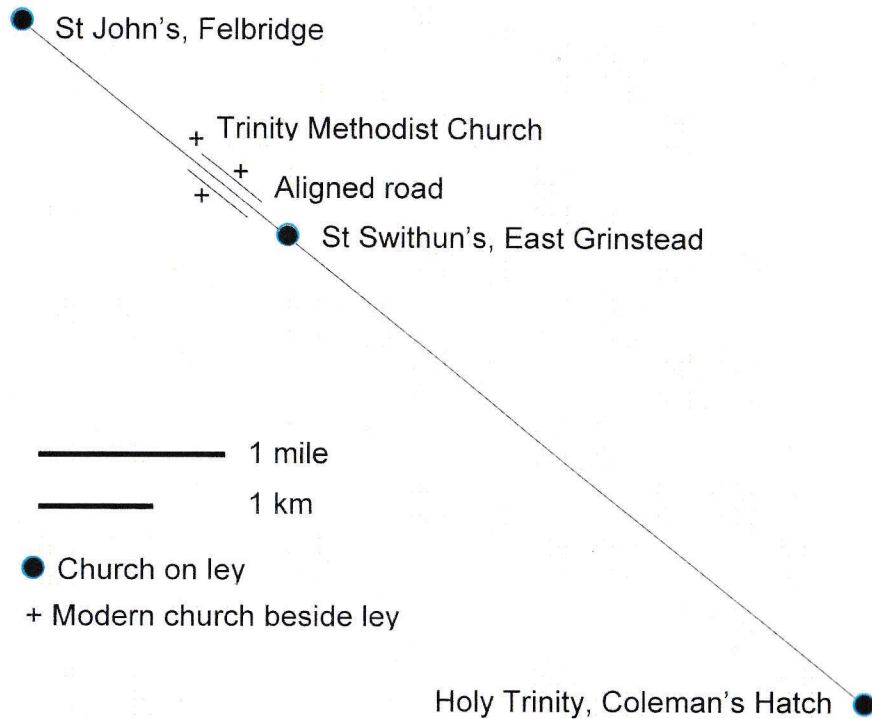 St John's, Felbridge
+ Trinity Methodist Church
+
Aligned road
+
St Swithun's, East Grinstead
1 mile
1 km
Church on ley
+ Modern church beside ley
Holy Trinity, Coleman's Hatch